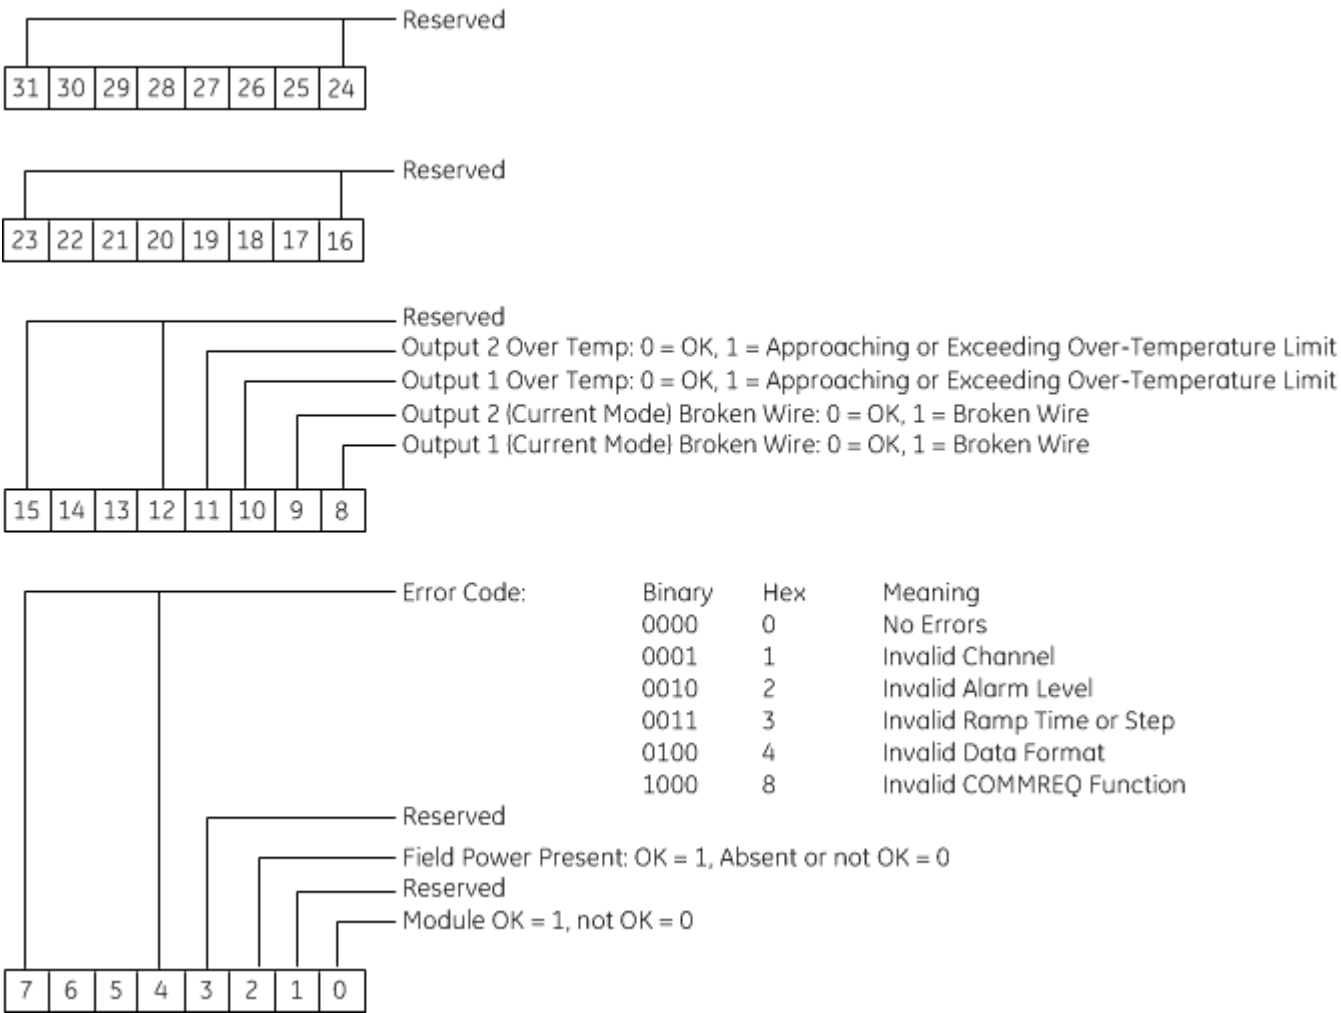 Reserved
31 30 29 28 27 26 25 24
Reserved
23 22 21 20 19 18 17 16
Reserved
Output 2 Over Temp: 0 = OK, 1 = Approaching or Exceeding Over-Temperature Limit
Output 1 Over Temp: 0 = OK, 1 = Approaching or Exceeding Over-Temperature Limit
Output 2 (Current Mode) Broken Wire: 0 = OK, 1 = Broken Wire
Output 1 (Current Mode) Broken Wire: 0 = OK, 1 = Broken Wire
15 14 13 12 11 10 9 8
Error Code: Binary Hex Meaning
0000 0 No Errors
0001 1 Invalid Channel
0010 2 Invalid Alarm Level
0011 3 Invalid Ramp Time or Step
0100 4 Invalid Data Format
1000 8 Invalid COMMREQ Function
Reserved
Field Power Present: OK = 1, Absent or not OK = 0
Reserved
Module OK = 1, not OK = 0
7 6 5 4 3 2 1 0